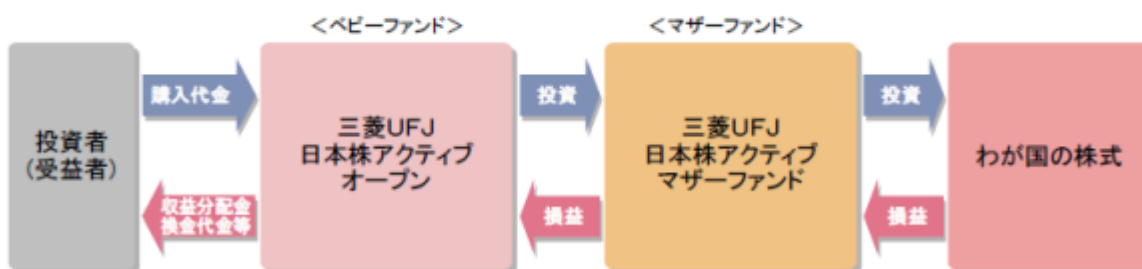 ＜ベビーファンド＞
＜マザーファンド＞
投資者
(受益者)
購入代金
収益分配金
換金代金等
三菱UFJ
日本株アクティブ
オープン
投資
損益
三菱UFJ
日本株アクティブ
マザーファンド
投資
損益
わが国の株式